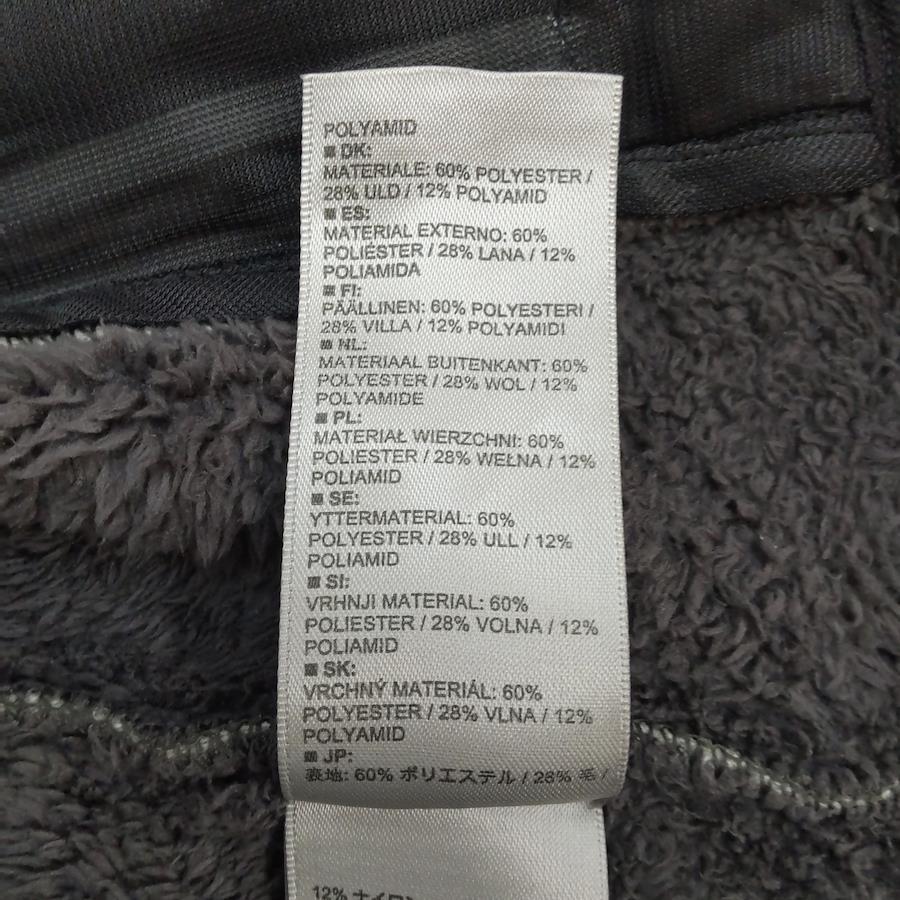 POLYAMID
■ DK:
MATERIALE: 60% POLYESTER /
28% ULD / 12% POLYAMID
■ ES:
MATERIAL EXTERNO: 60%
POLIÉSTER / 28% LANA / 12%
POLIAMIDA
■ FI:
PÄÄLLINEN: 60% POLYESTERI /
28% VILLA / 12% POLYAMIDI
■ NL:
MATERIAAL BUITENKANT: 60%
POLYESTER / 28% WOL / 12%
POLYAMIDE
■ PL:
MATERIAŁ WIERZCHNI: 60%
POLIESTER / 28% WEŁNA / 12%
POLIAMID
■ SE:
YTTERMATERIAL: 60%
POLYESTER / 28% ULL / 12%
POLIAMID
■ SI:
VRHNJI MATERIAL: 60%
POLIESTER / 28% VOLNA / 12%
POLIAMID
■ SK:
VRCHNÝ MATERIÁL: 60%
POLYESTER / 28% VLNA / 12%
POLYAMID
■ JP:
表地: 60% ポリエステル / 28% 毛 /
12% ナイロン